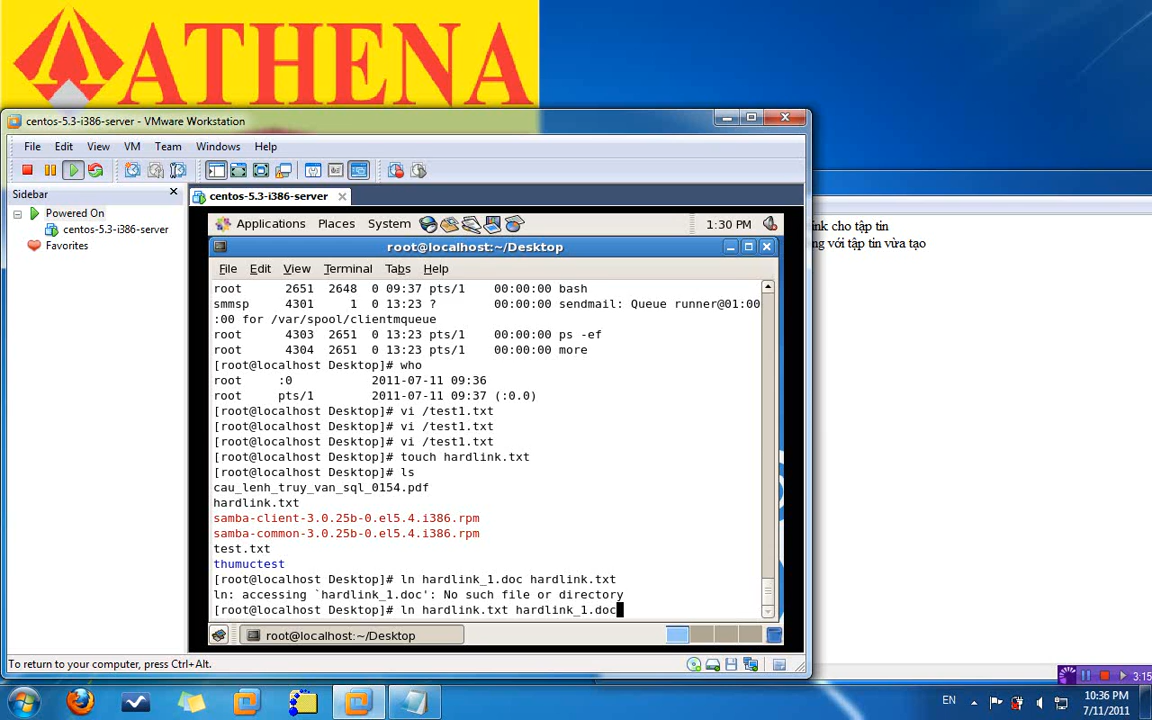 ATHENA
centos-5.3-i386-server - VMware Workstation
File Edit View VM Team Windows Help
Sidebar
centos-5.3-i386-server
Powered On
centos-5.3-i386-server
Favorites
Applications Places System 1:30 PM
root@localhost:~/Desktop
File Edit View Terminal Tabs Help
root 2651 2648 0 09:37 pts/1 00:00:00 bash
smmsp 4301 1 0 13:23 ? 00:00:00 sendmail: Queue runner@01:00
:00 for /var/spool/clientmqueue
root 4303 2651 0 13:23 pts/1 00:00:00 ps -ef
root 4304 2651 0 13:23 pts/1 00:00:00 more
[root@localhost Desktop]# who
root :0 2011-07-11 09:36
root pts/1 2011-07-11 09:37 (:0.0)
[root@localhost Desktop]# vi /test1.txt
[root@localhost Desktop]# vi /test1.txt
[root@localhost Desktop]# vi /test1.txt
[root@localhost Desktop]# touch hardlink.txt
[root@localhost Desktop]# ls
cau_lenh_truy_van_sql_0154.pdf
hardlink.txt
samba-client-3.0.25b-0.el5.4.i386.rpm
samba-common-3.0.25b-0.el5.4.i386.rpm
test.txt
thumuctest
[root@localhost Desktop]# ln hardlink_1.doc hardlink.txt
ln: accessing `hardlink_1.doc': No such file or directory
[root@localhost Desktop]# ln hardlink.txt hardlink_1.doc
root@localhost:~/Desktop
To return to your computer, press Ctrl+Alt.
ink cho tập tin
ng với tập tin vừa tạo
3:15
EN
10:36 PM
7/11/2011